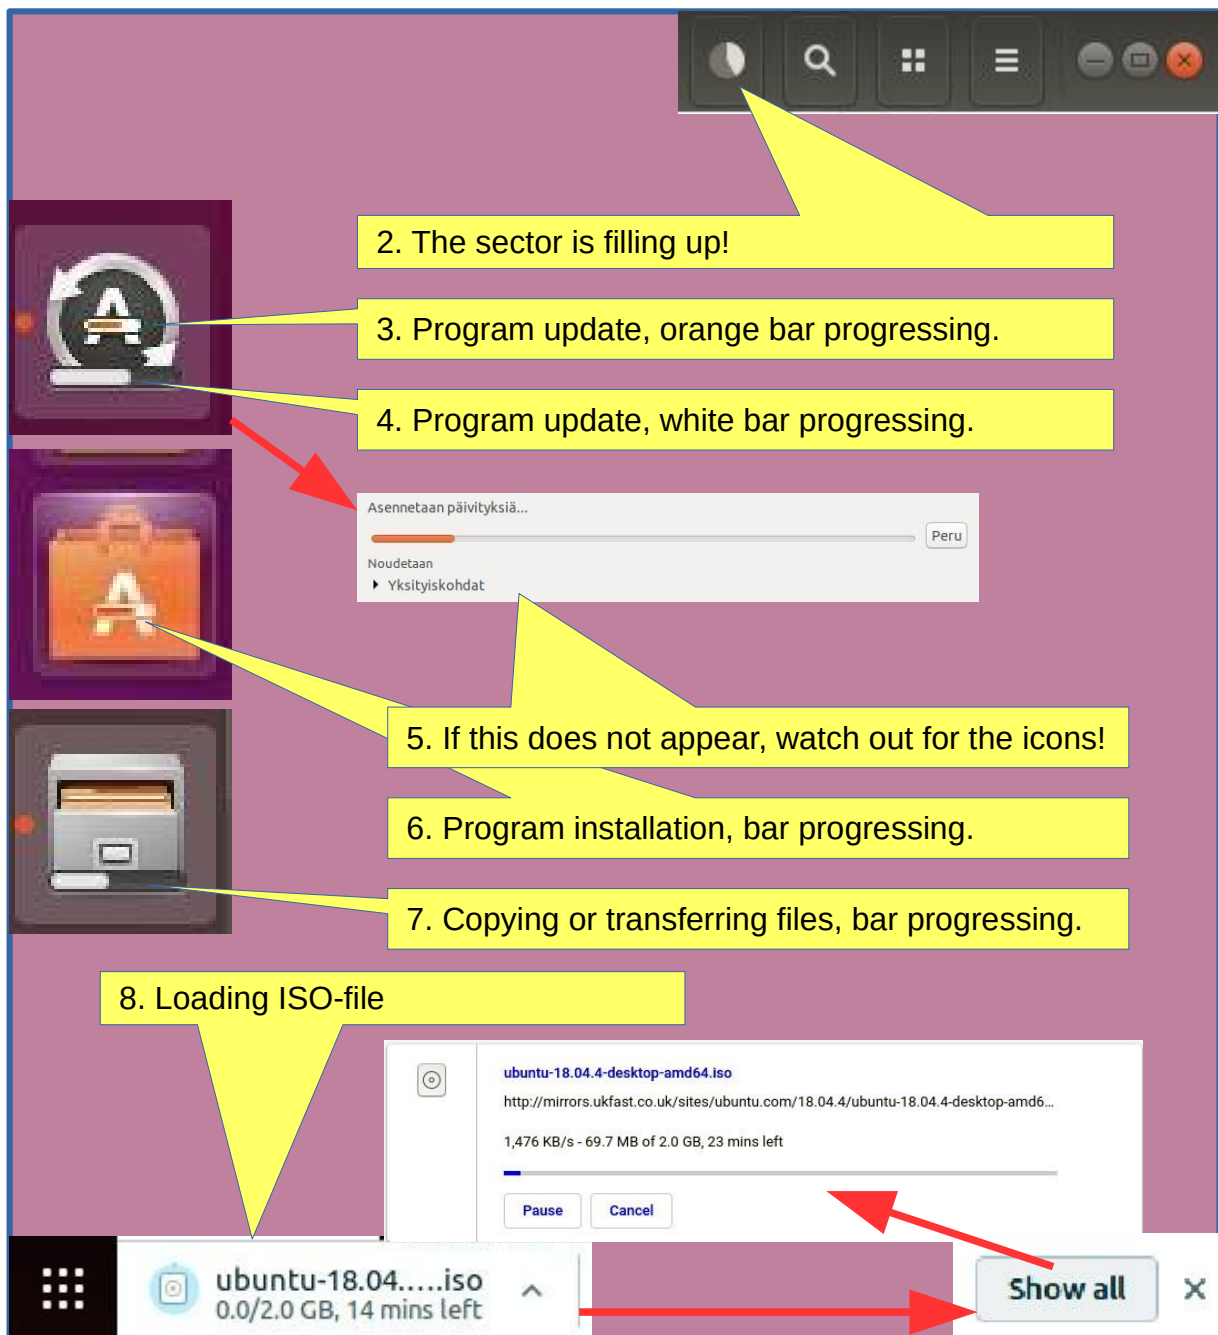 2. The sector is filling up!
3. Program update, orange bar progressing.
4. Program update, white bar progressing.
Asennetaan päivityksiä...
Peru
Noudetaan
Yksityiskohdat
5. If this does not appear, watch out for the icons!
6. Program installation, bar progressing.
7. Copying or transferring files, bar progressing.
8. Loading ISO-file
ubuntu-18.04.4-desktop-amd64.iso
http://mirrors.ukfast.co.uk/sites/ubuntu.com/18.04.4/ubuntu-18.04.4-desktop-amd6...
1,476 KB/s - 69.7 MB of 2.0 GB, 23 mins left
Pause Cancel
ubuntu-18.04.....iso
0.0/2.0 GB, 14 mins left
Show all